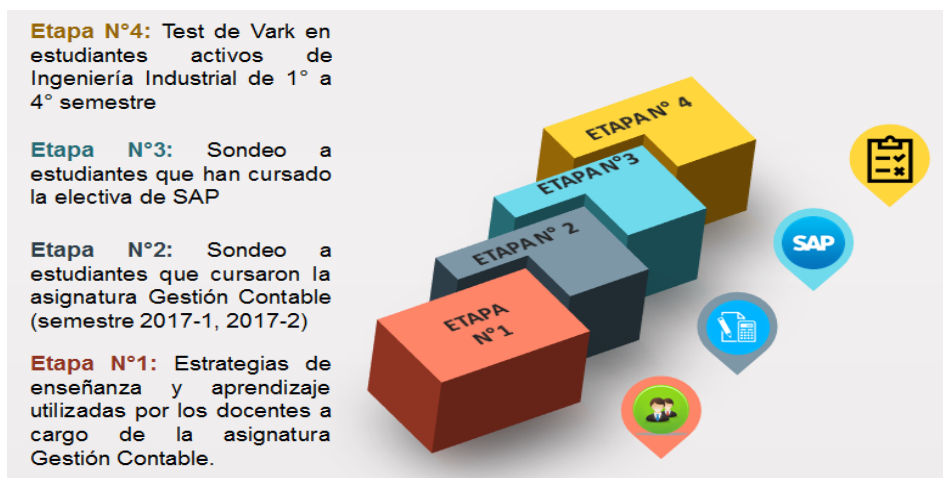 Etapa N°4: Test de Vark en
estudiantes activos de
Ingeniería Industrial de 1° a
4° semestre
Etapa N°3: Sondeo a
estudiantes que han cursado
la electiva de SAP
Etapa N°2: Sondeo a
estudiantes que cursaron la
asignatura Gestión Contable
(semestre 2017-1, 2017-2)
Etapa N°1: Estrategias de
enseñanza y aprendizaje
utilizadas por los docentes a
cargo de la asignatura
Gestión Contable.
ETAPA N° 4
ETAPA N°3
ETAPA N° 2
ETAPA
N° 1
SAP